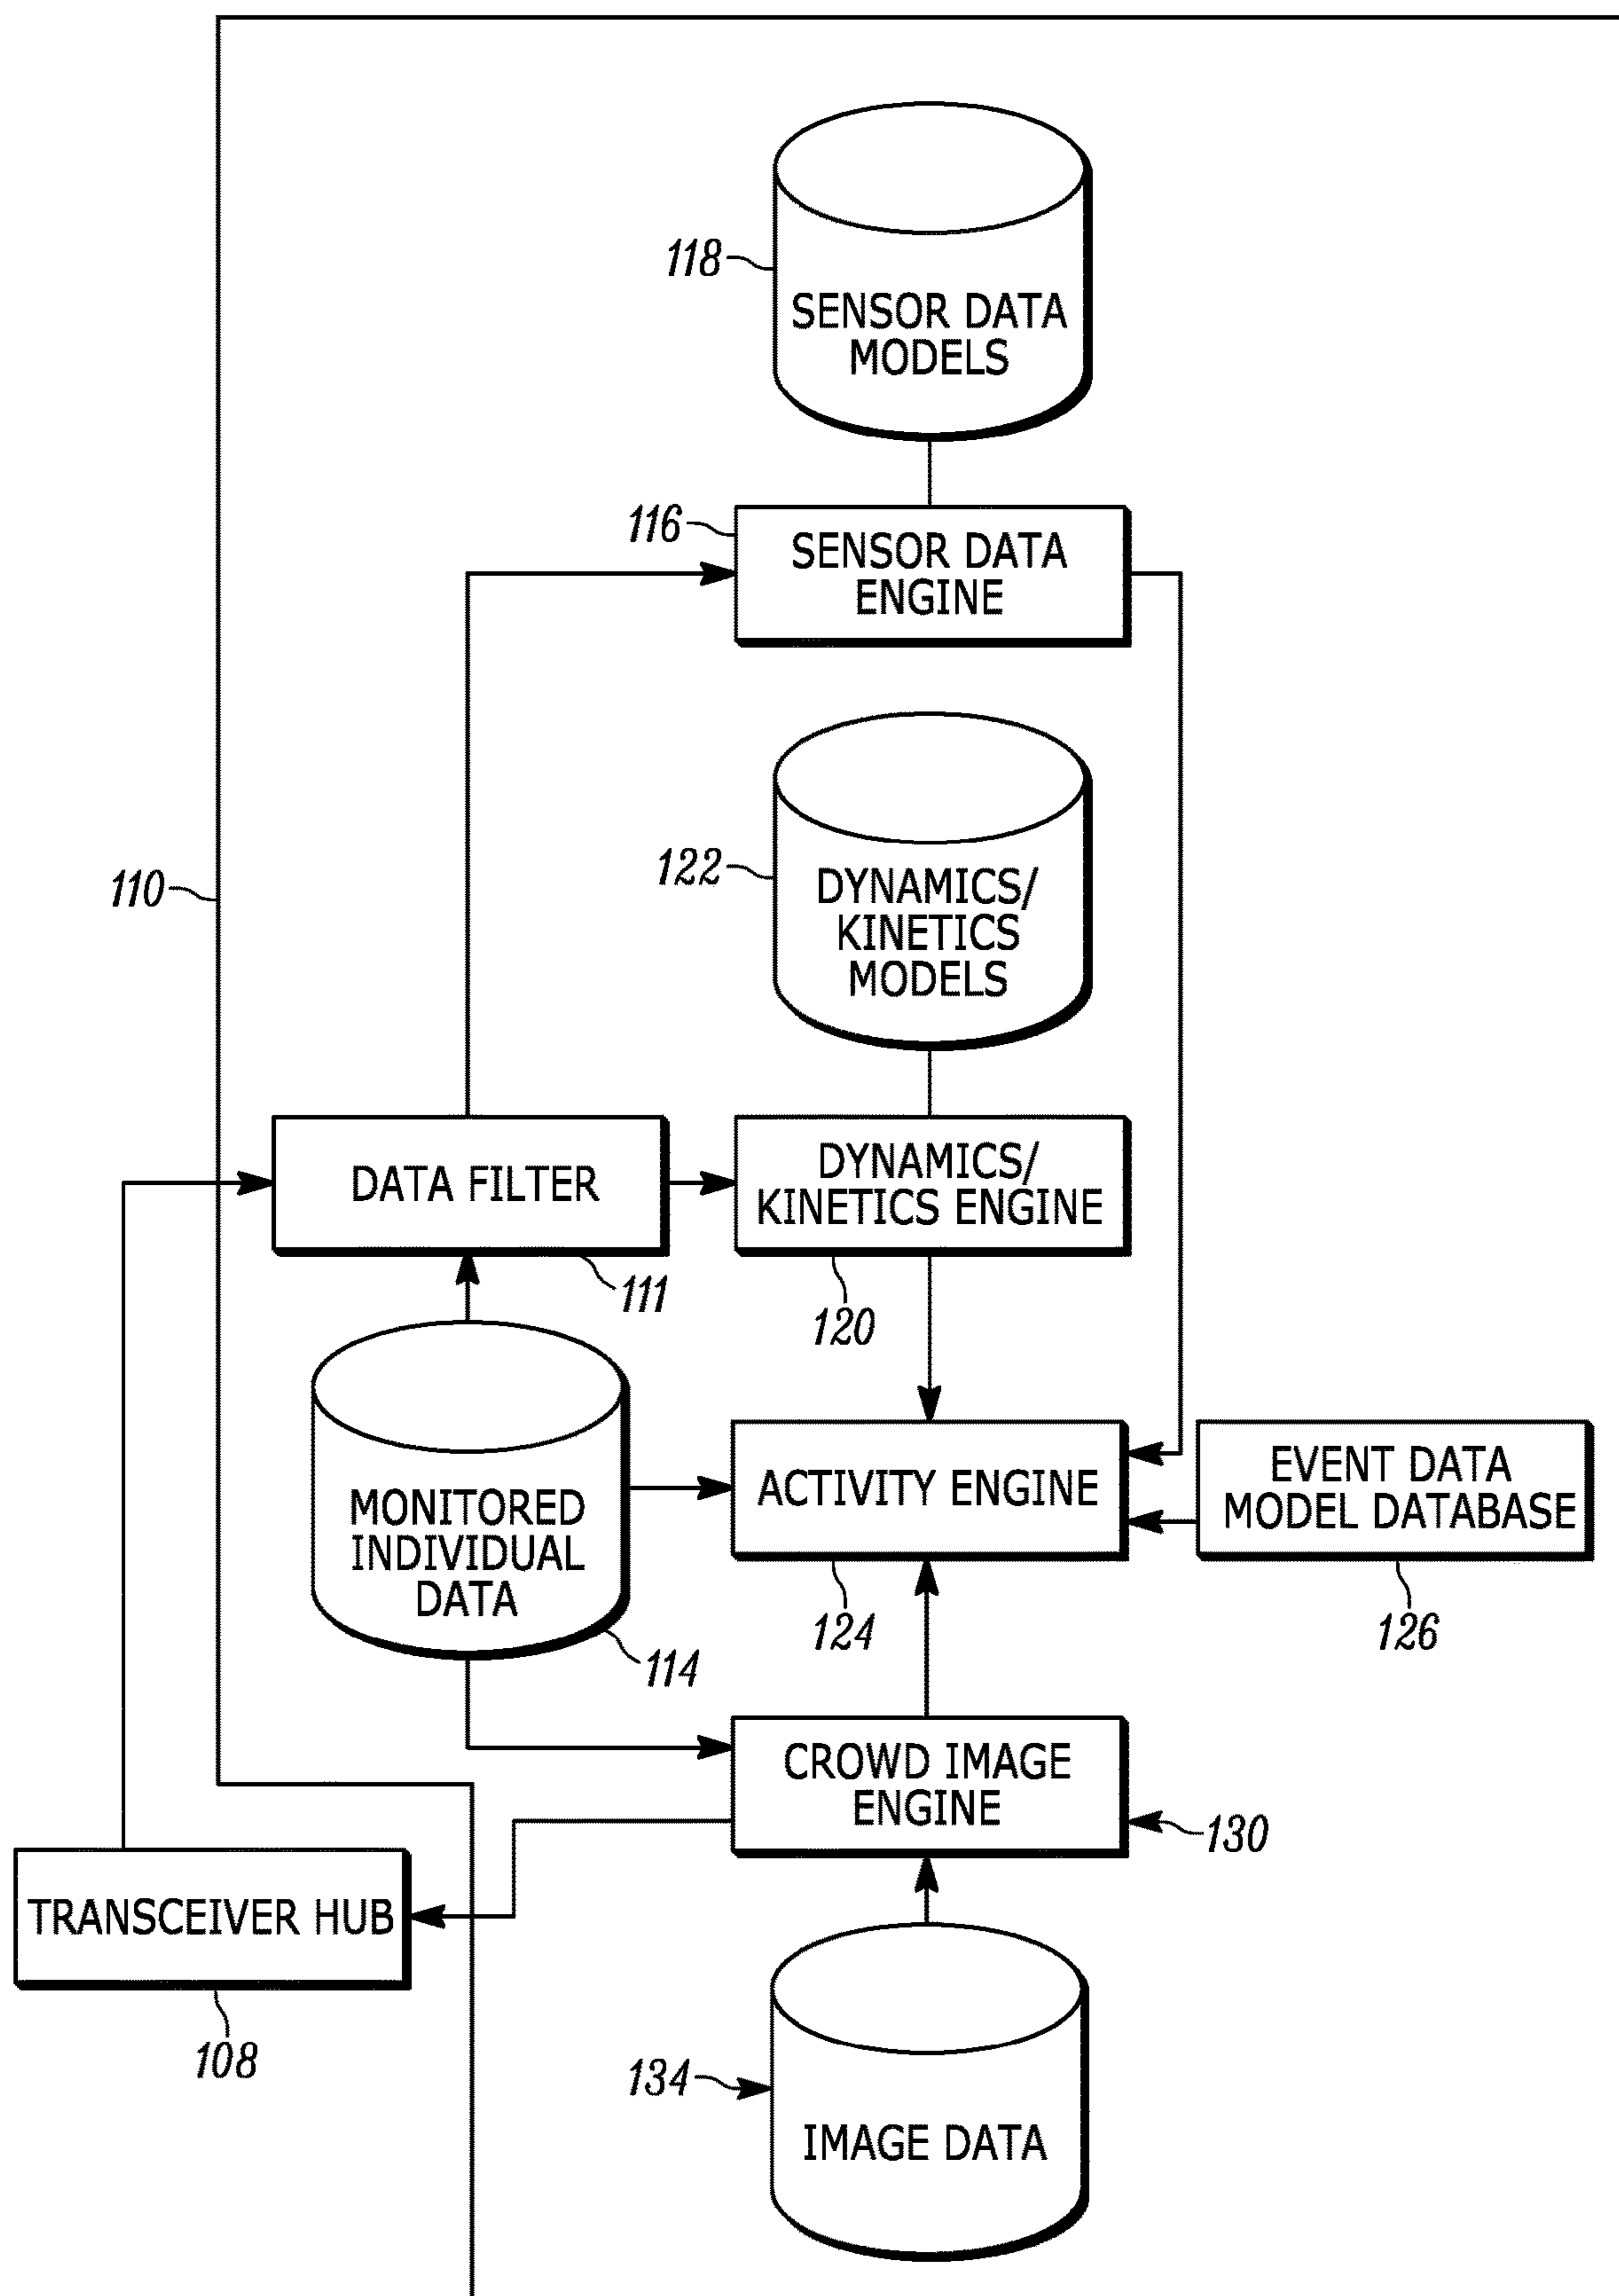 118
SENSOR DATA
MODELS
116
SENSOR DATA
ENGINE
110
122
DYNAMICS/
KINETICS
MODELS
DATA FILTER
111
DYNAMICS/
KINETICS ENGINE
120
MONITORED
INDIVIDUAL
DATA
114
ACTIVITY ENGINE
124
EVENT DATA
MODEL DATABASE
126
CROWD IMAGE
ENGINE
130
TRANSCEIVER HUB
108
134
IMAGE DATA